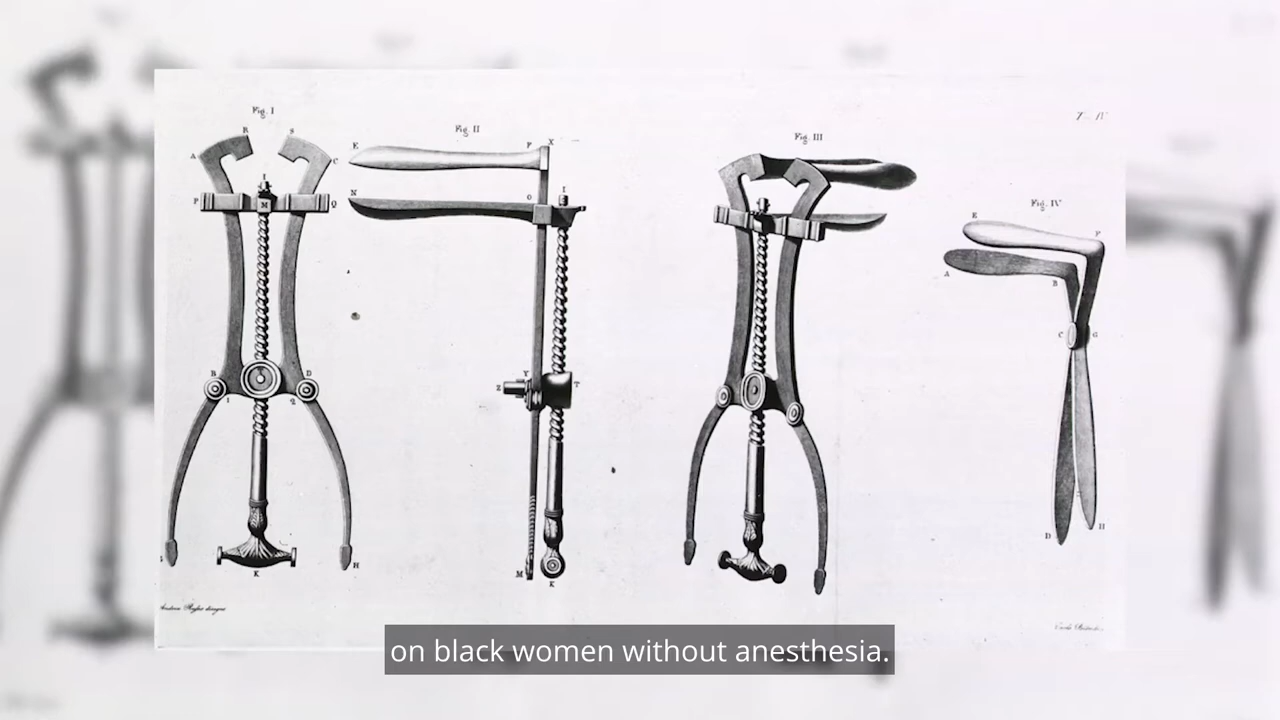 Fig. I
Fig. II
Fig. III
Fig. IV
R
S
A
C
I
P
M
Q
B
D
K
H
E
F
X
N
O
I
Z
Y
T
M
K
E
F
A
B
C
G
D
H
on black women without anesthesia.